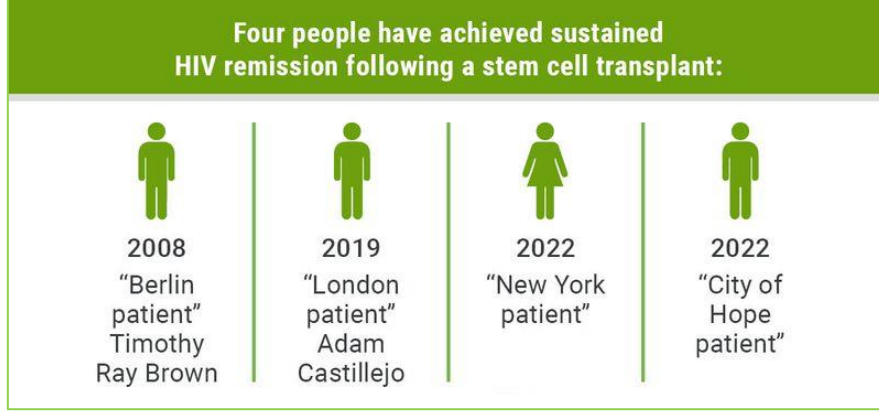 Four people have achieved sustained
HIV remission following a stem cell transplant:
2008
“Berlin
patient”
Timothy
Ray Brown
2019
“London
patient”
Adam
Castillejo
2022
“New York
patient”
2022
“City of
Hope
patient”